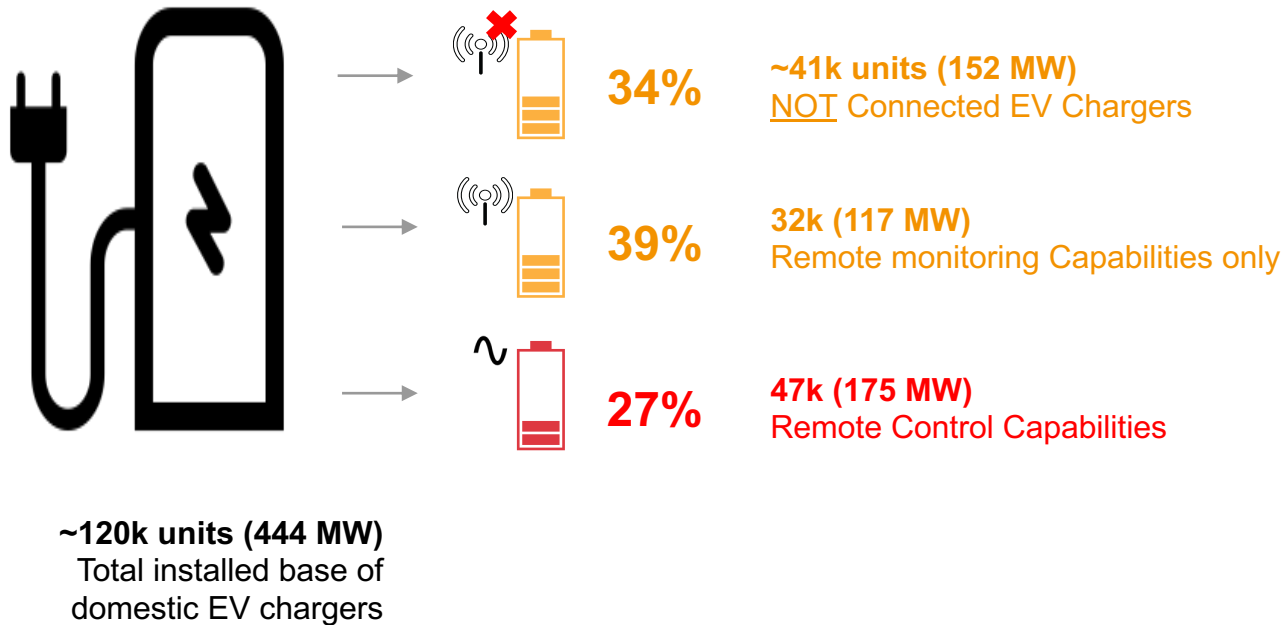 34%
~41k units (152 MW)
NOT Connected EV Chargers
39%
32k (117 MW)
Remote monitoring Capabilities only
27%
47k (175 MW)
Remote Control Capabilities
~120k units (444 MW)
Total installed base of
domestic EV chargers